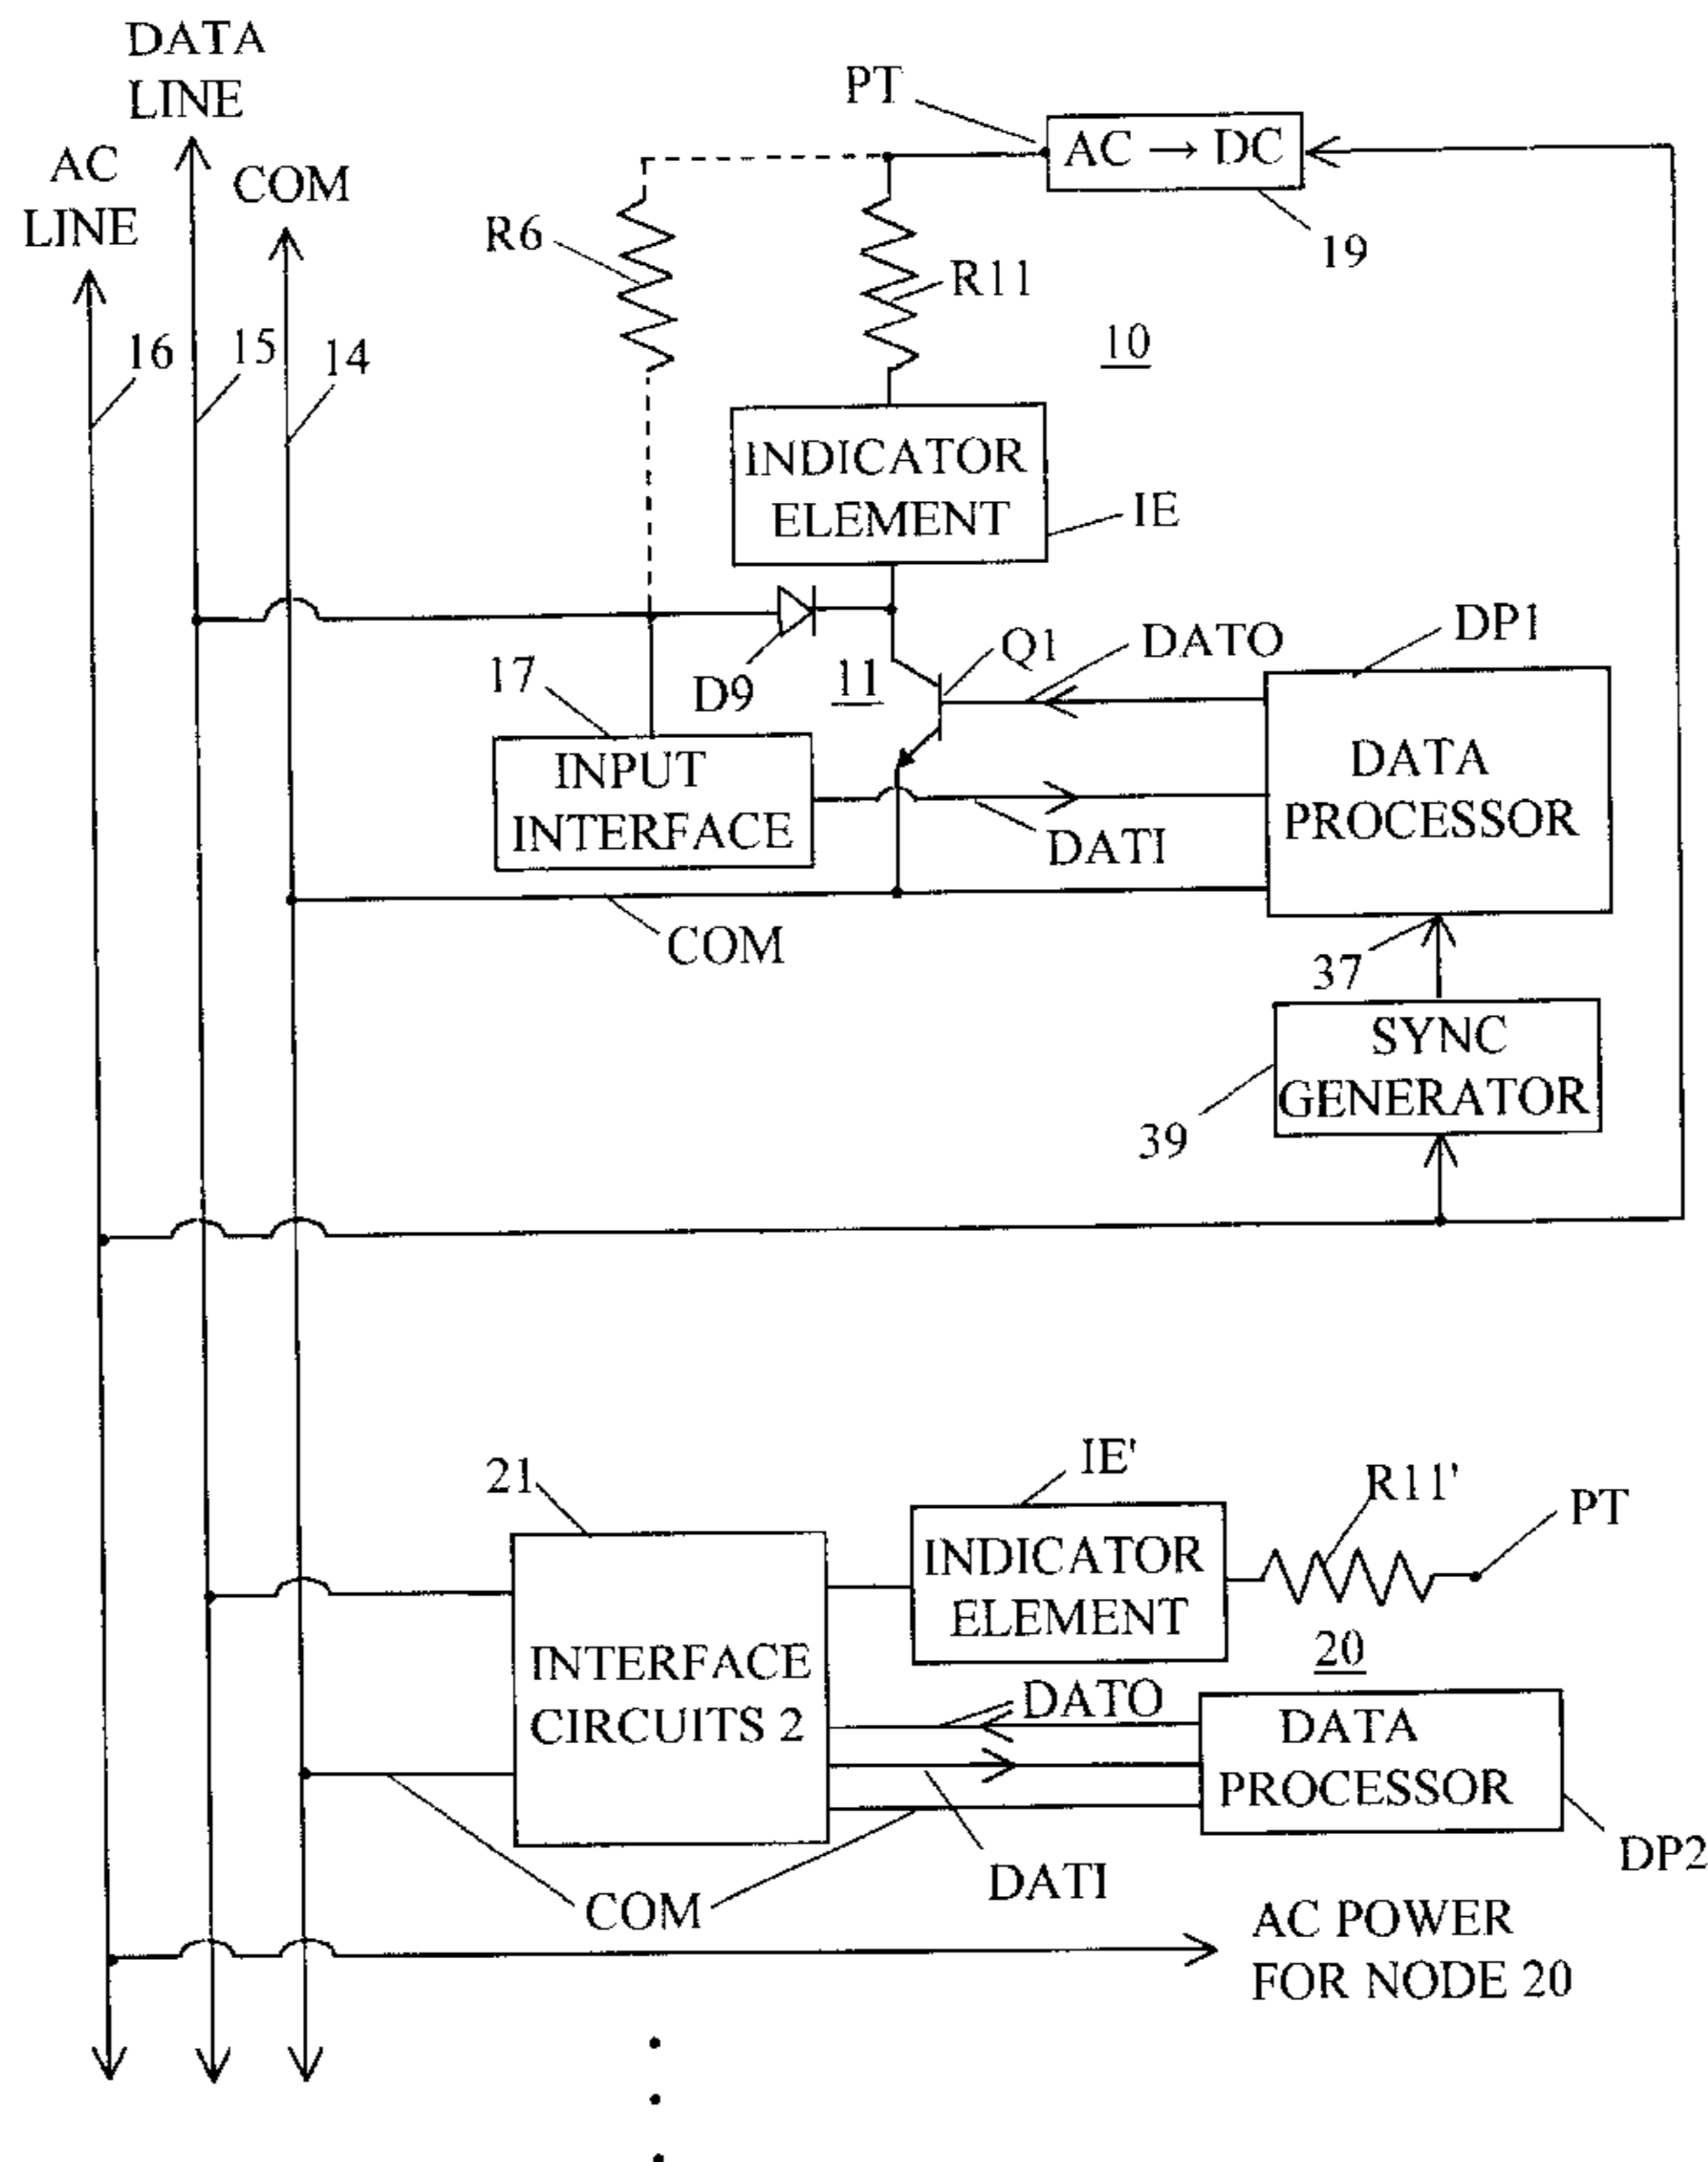 DATA
LINE
AC
LINE
COM
PT
AC → DC
19
R6
R11
10
16
15
14
INDICATOR
ELEMENT
IE
D9
11
Q1
DATO
DP1
17
INPUT
INTERFACE
DATA
PROCESSOR
DATI
COM
37
SYNC
GENERATOR
39
21
IE'
R11'
PT
INDICATOR
ELEMENT
20
INTERFACE
CIRCUITS 2
DATO
DATA
PROCESSOR
DATI
DP2
COM
AC POWER
FOR NODE 20